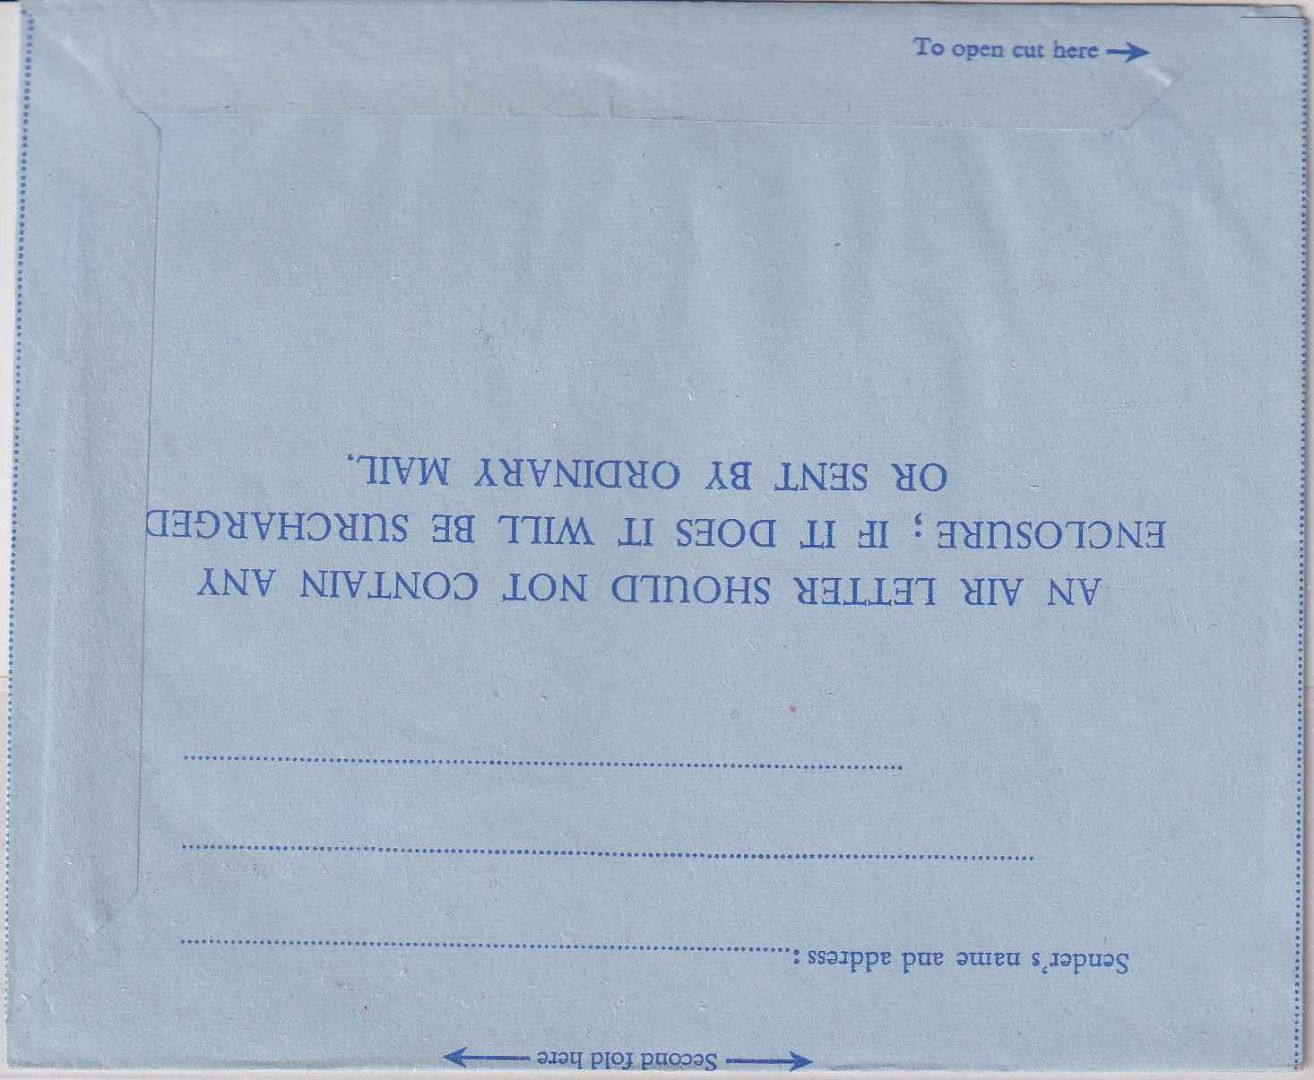 To open cut here
Second fold here
Sender's name and address :
AN AIR LETTER SHOULD NOT CONTAIN ANY
ENCLOSURE ; IF IT DOES IT WILL BE SURCHARGED
OR SENT BY ORDINARY MAIL.